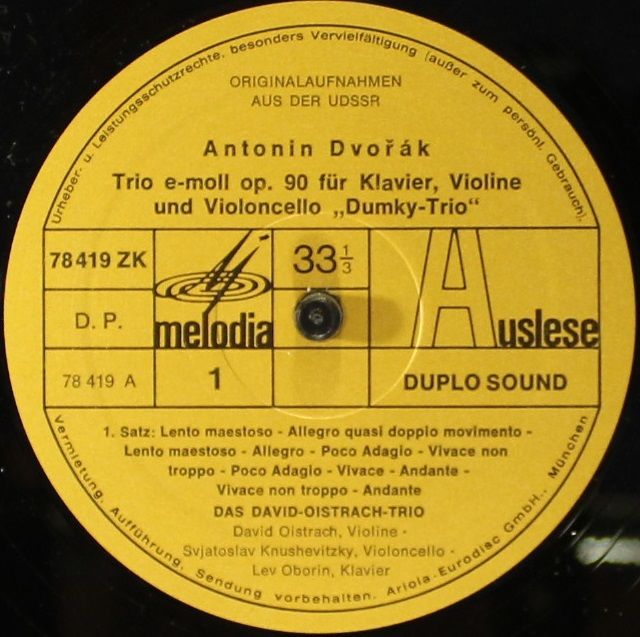 Urheber- u. Leistungsschutzrechte, besonders Vervielfältigung (außer zum persönl. Gebrauch),
ORIGINALAUFNAHMEN
AUS DER UDSSR
Antonin Dvořák
Trio e-moll op. 90 für Klavier, Violine
und Violoncello „Dumky-Trio“
78 419 ZK
33 1/3
D. P.
melodia
Auslese
78 419 A
1
DUPLO SOUND
1. Satz: Lento maestoso - Allegro quasi doppio movimento -
Lento maestoso - Allegro - Poco Adagio - Vivace non
troppo - Poco Adagio - Vivace - Andante -
Vivace non troppo - Andante
DAS DAVID-OISTRACH-TRIO
David Oistrach, Violine ·
Svjatoslav Knushevitzky, Violoncello ·
Lev Oborin, Klavier
Vermietung, Aufführung, Sendung vorbehalten. Ariola-Eurodisc GmbH., München